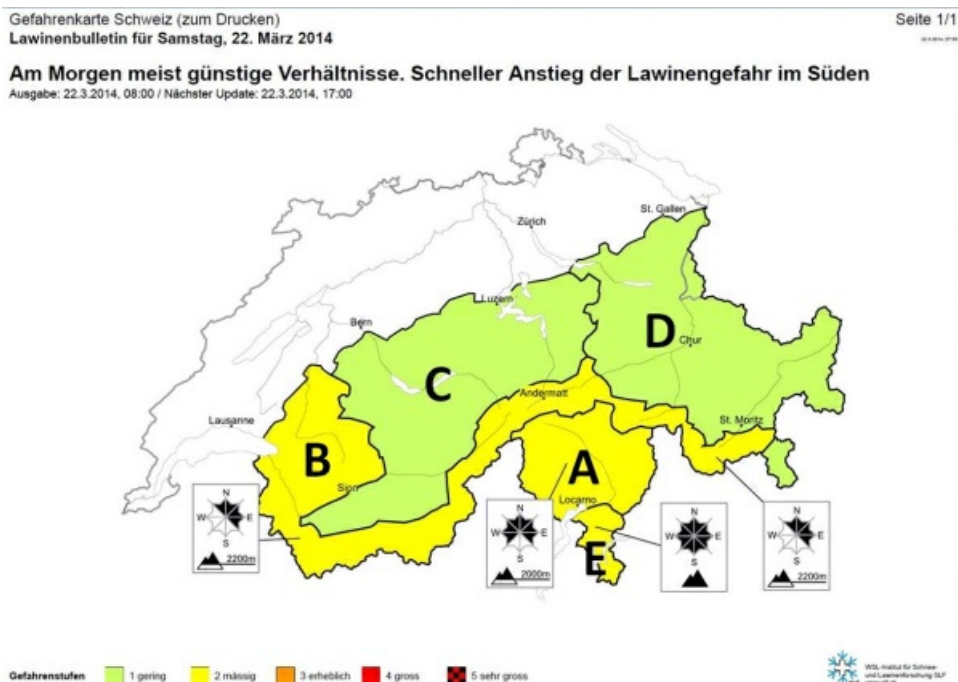 Gefahrenkarte Schweiz (zum Drucken)
Seite 1/1
Lawinenbulletin für Samstag, 22. März 2014
Am Morgen meist günstige Verhältnisse. Schneller Anstieg der Lawinengefahr im Süden
Ausgabe: 22.3.2014, 08:00 / Nächster Update: 22.3.2014, 17:00
St. Gallen
Zürich
Luzern
Bern
D
Chur
C
Andermatt
Lausanne
St. Moritz
B
A
Sion
Locarno
N
W E
S
2200m
N
W E
S
2000m
N
W E
S
N
W E
S
2200m
E
Gefahrenstufen
1 gering
2 mässig
3 erheblich
4 gross
5 sehr gross
WSL-Institut für Schnee-
und Lawinenforschung SLF